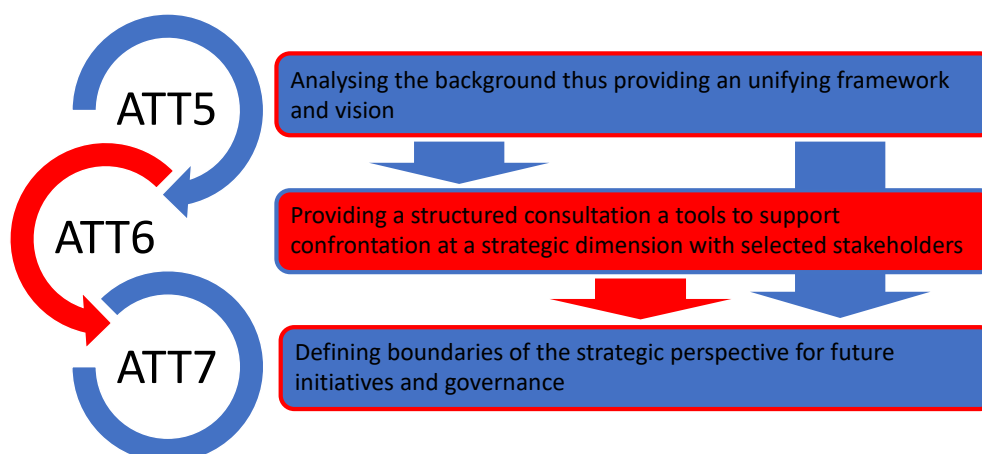 ATT5
Analysing the background thus providing an unifying framework
and vision
ATT6
Providing a structured consultation a tools to support
confrontation at a strategic dimension with selected stakeholders
ATT7
Defining boundaries of the strategic perspective for future
initiatives and governance